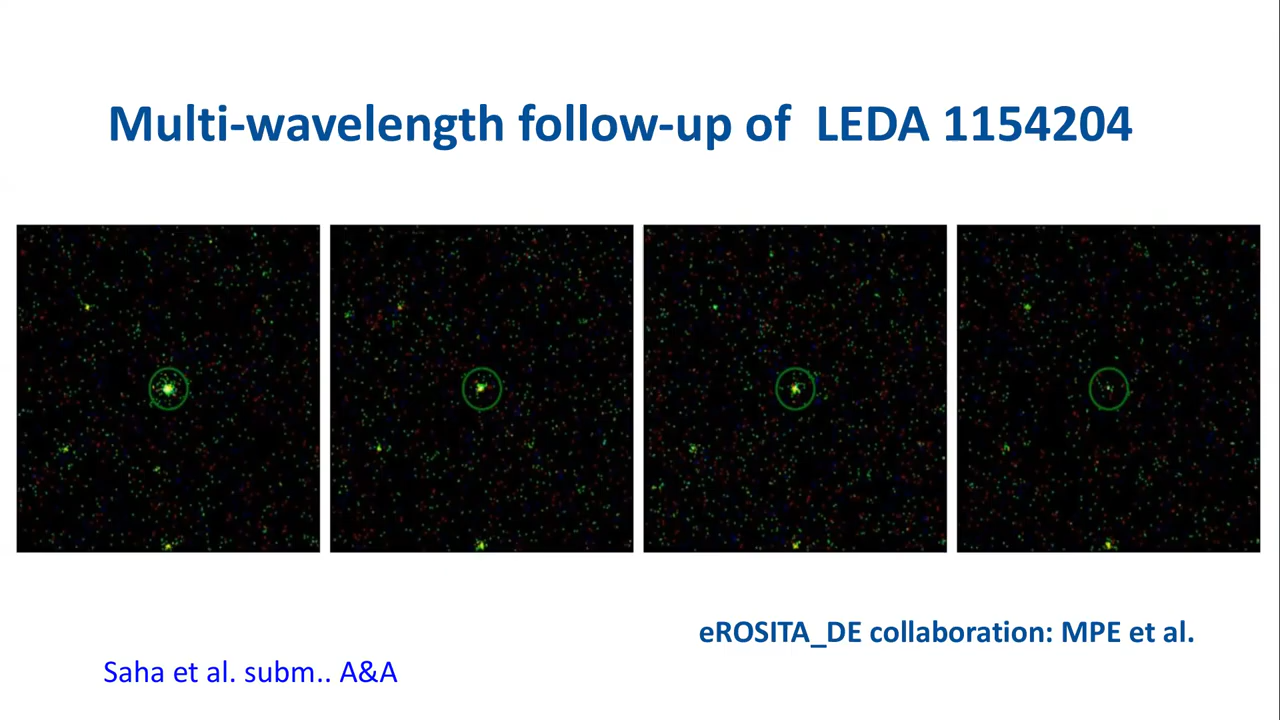 Multi-wavelength follow-up of LEDA 1154204
eROSITA_DE collaboration: MPE et al.
Saha et al. subm.. A&A